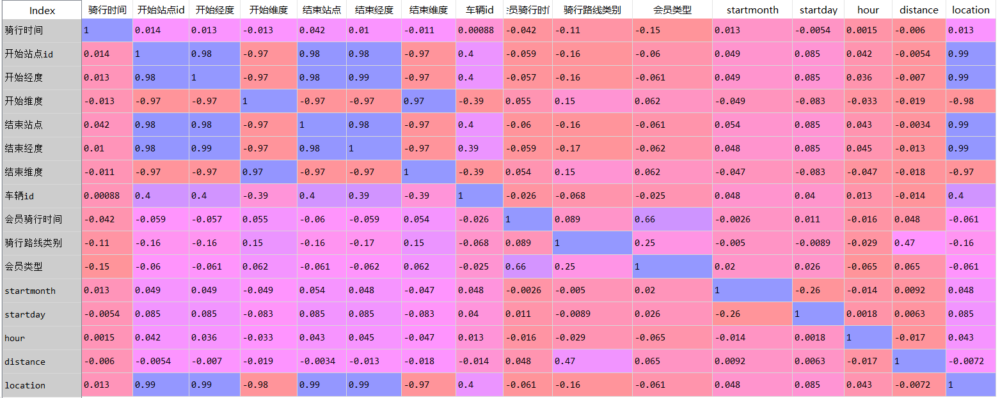 Index 骑行时间 开始站点id 开始经度 开始维度 结束站点 结束经度 结束维度 车辆id 会员骑行时间 骑行路线类别 会员类型 startmonth startday hour distance location
骑行时间 1 0.014 0.013 -0.013 0.042 0.01 -0.011 0.00088 -0.042 -0.11 -0.15 0.013 -0.0054 0.0015 -0.006 0.013
开始站点id 0.014 1 0.98 -0.97 0.98 0.98 -0.97 0.4 -0.059 -0.16 -0.06 0.049 0.085 0.042 -0.0054 0.99
开始经度 0.013 0.98 1 -0.97 0.98 0.99 -0.97 0.4 -0.057 -0.16 -0.061 0.049 0.085 0.036 -0.007 0.99
开始维度 -0.013 -0.97 -0.97 1 -0.97 -0.97 0.97 -0.39 0.055 0.15 0.062 -0.049 -0.083 -0.033 -0.019 -0.98
结束站点 0.042 0.98 0.98 -0.97 1 0.98 -0.97 0.4 -0.06 -0.16 -0.061 0.054 0.085 0.043 -0.0034 0.99
结束经度 0.01 0.98 0.99 -0.97 0.98 1 -0.97 0.39 -0.059 -0.17 -0.062 0.048 0.085 0.045 -0.013 0.99
结束维度 -0.011 -0.97 -0.97 0.97 -0.97 -0.97 1 -0.39 0.054 0.15 0.062 -0.047 -0.083 -0.047 -0.018 -0.97
车辆id 0.00088 0.4 0.4 -0.39 0.4 0.39 -0.39 1 -0.026 -0.068 -0.025 0.048 0.04 0.013 -0.014 0.4
会员骑行时间 -0.042 -0.059 -0.057 0.055 -0.06 -0.059 0.054 -0.026 1 0.089 0.66 -0.0026 0.011 -0.016 0.048 -0.061
骑行路线类别 -0.11 -0.16 -0.16 0.15 -0.16 -0.17 0.15 -0.068 0.089 1 0.25 -0.005 -0.0089 -0.029 0.47 -0.16
会员类型 -0.15 -0.06 -0.061 0.062 -0.061 -0.062 0.062 -0.025 0.66 0.25 1 0.02 0.026 -0.065 0.065 -0.061
startmonth 0.013 0.049 0.049 -0.049 0.054 0.048 -0.047 0.048 -0.0026 -0.005 0.02 1 -0.26 -0.014 0.0092 0.048
startday -0.0054 0.085 0.085 -0.083 0.085 0.085 -0.083 0.04 0.011 -0.0089 0.026 -0.26 1 0.0018 0.0063 0.085
hour 0.0015 0.042 0.036 -0.033 0.043 0.045 -0.047 0.013 -0.016 -0.029 -0.065 -0.014 0.0018 1 -0.017 0.043
distance -0.006 -0.0054 -0.007 -0.019 -0.0034 -0.013 -0.018 -0.014 0.048 0.47 0.065 0.0092 0.0063 -0.017 1 -0.0072
location 0.013 0.99 0.99 -0.98 0.99 0.99 -0.97 0.4 -0.061 -0.16 -0.061 0.048 0.085 0.043 -0.0072 1